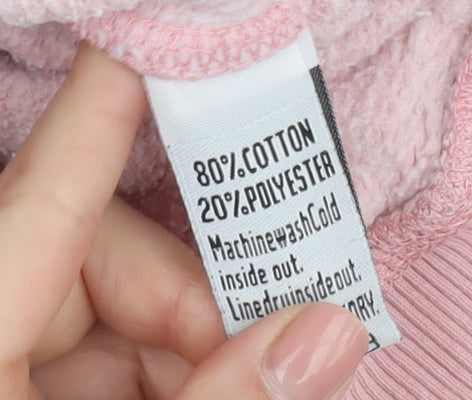 80%COTTON
20%POLYESTER
MachinewashCold
inside out.
Linedryinsideout.